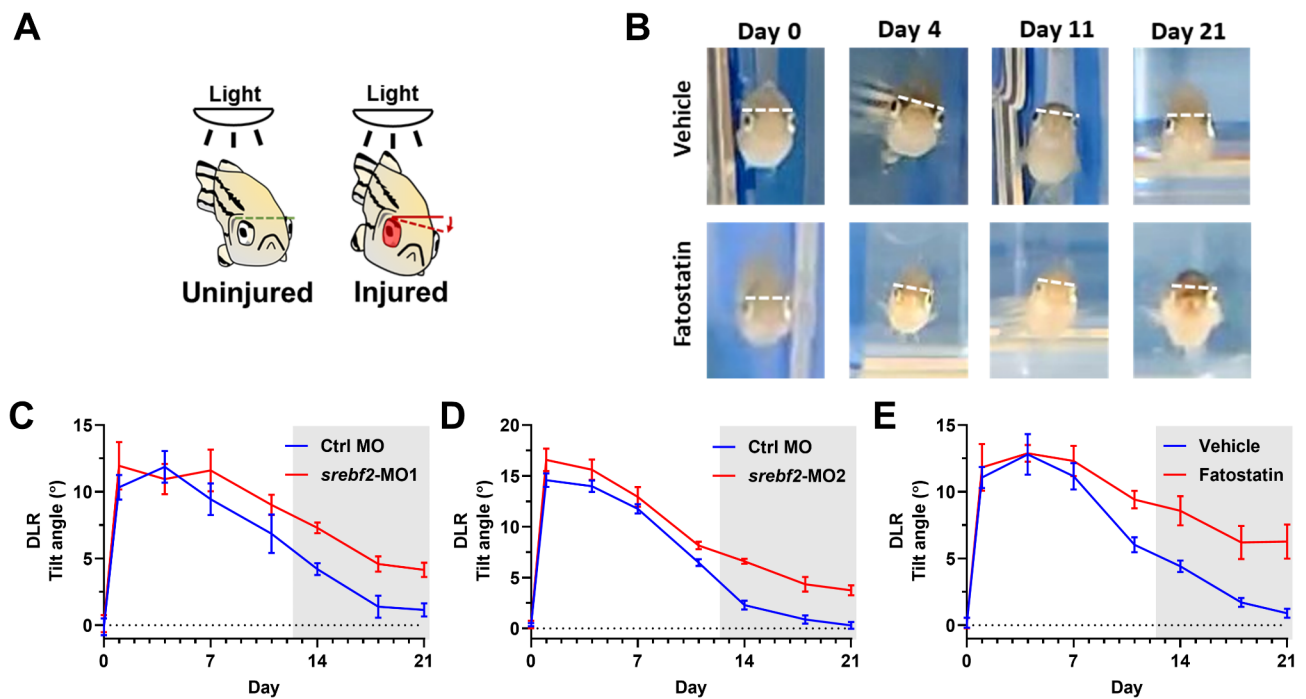 A
Light Light
Uninjured Injured
B
Day 0 Day 4 Day 11 Day 21
Vehicle
Fatostatin
C
15
10
5
0
DLR
Tilt angle (°)
Ctrl MO
srebf2-MO1
0 7 14 21
Day
D
20
15
10
5
0
DLR
Tilt angle (°)
Ctrl MO
srebf2-MO2
0 7 14 21
Day
E
15
10
5
0
DLR
Tilt angle (°)
Vehicle
Fatostatin
0 7 14 21
Day